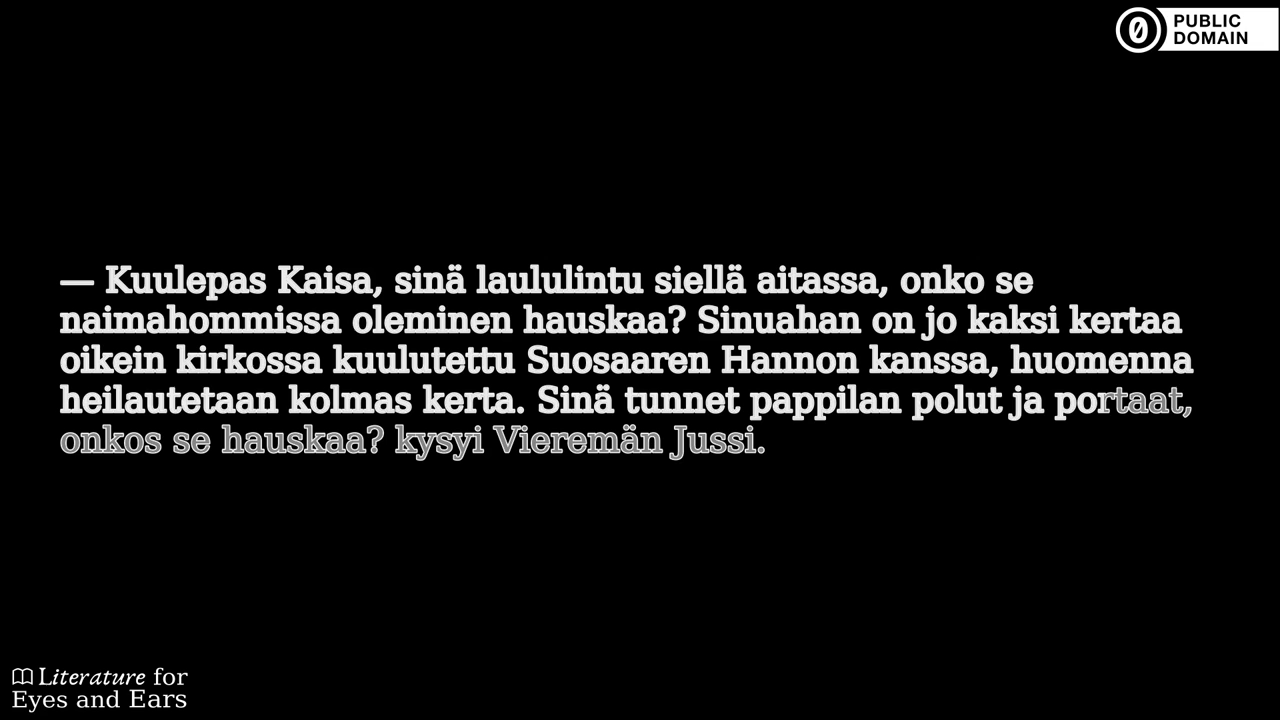 PUBLIC
DOMAIN
— Kuulepas Kaisa, sinä laululintu siellä aitassa, onko se
naimahommissa oleminen hauskaa? Sinuahan on jo kaksi kertaa
oikein kirkossa kuulutettu Suosaaren Hannon kanssa, huomenna
heilautetaan kolmas kerta. Sinä tunnet pappilan polut ja portaat,
onkos se hauskaa? kysyi Vieremän Jussi.
Literature for
Eyes and Ears